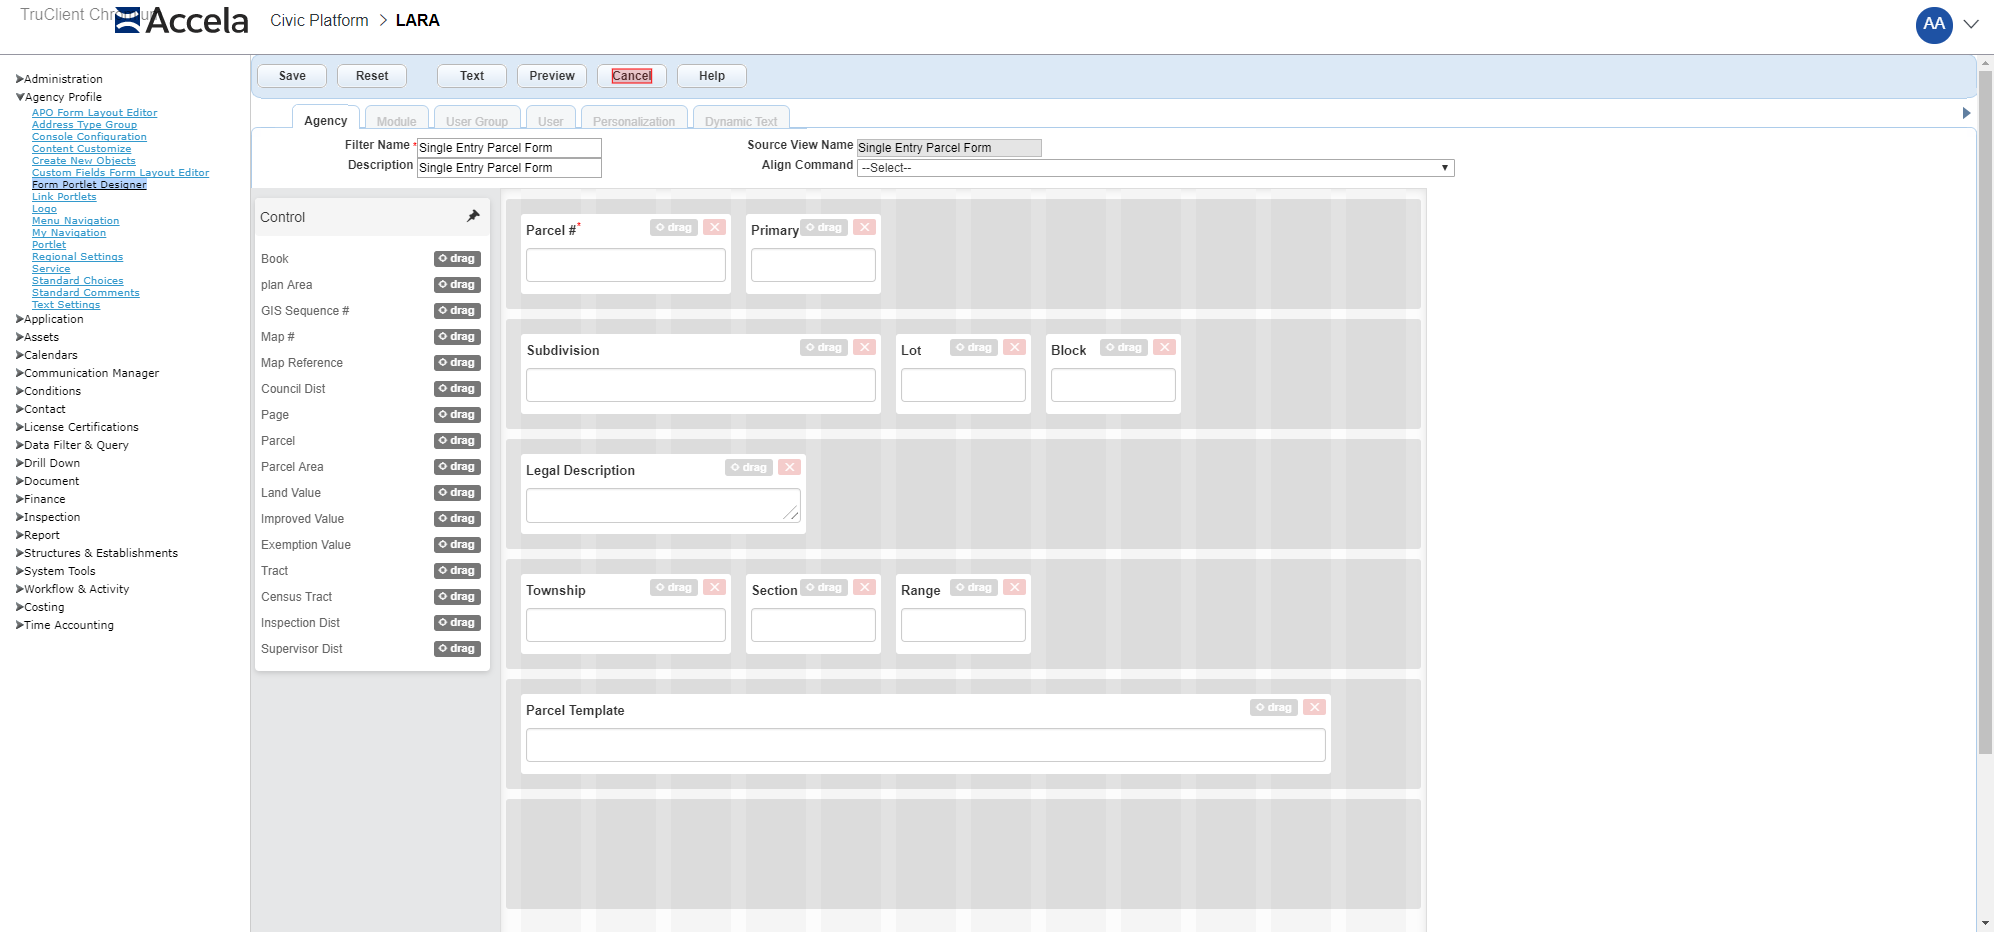 TruClient Chromium
Accela
Civic Platform > LARA
AA
Administration
Agency Profile
APO Form Layout Editor
Address Type Group
Console Configuration
Content Customize
Create New Objects
Custom Fields Form Layout Editor
Form Portlet Designer
Link Portlets
Logo
Menu Navigation
My Navigation
Portlet
Regional Settings
Service
Standard Choices
Standard Comments
Text Settings
Application
Assets
Calendars
Communication Manager
Conditions
Contact
License Certifications
Data Filter & Query
Drill Down
Document
Finance
Inspection
Report
Structures & Establishments
System Tools
Workflow & Activity
Costing
Time Accounting
Save Reset Text Preview Cancel Help
Agency Module User Group User Personalization Dynamic Text
Filter Name * Single Entry Parcel Form Source View Name Single Entry Parcel Form
Description Single Entry Parcel Form Align Command --Select--
Control
Book drag
plan Area drag
GIS Sequence # drag
Map # drag
Map Reference drag
Council Dist drag
Page drag
Parcel drag
Parcel Area drag
Land Value drag
Improved Value drag
Exemption Value drag
Tract drag
Census Tract drag
Inspection Dist drag
Supervisor Dist drag
Parcel #* drag Primary drag
Subdivision drag Lot drag Block drag
Legal Description drag
Township drag Section drag Range drag
Parcel Template drag